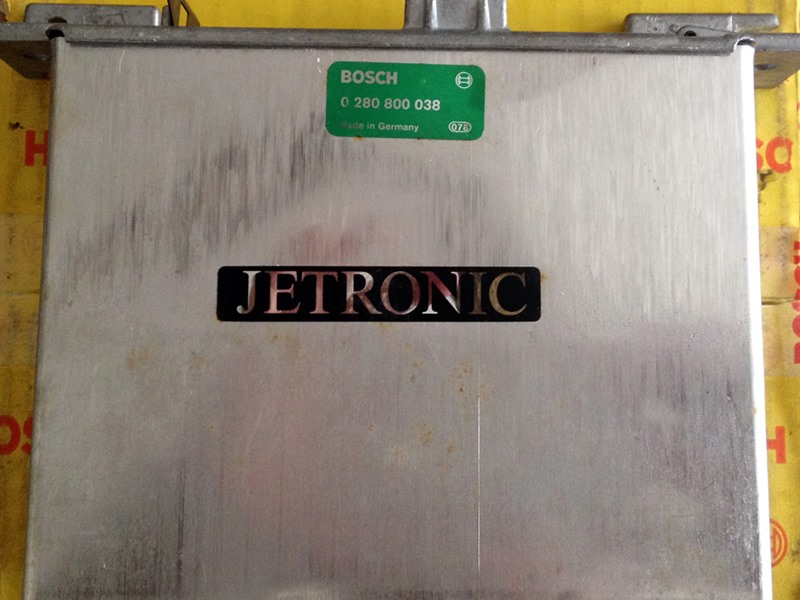 BOSCH
0 280 800 038
Made in Germany 078
JETRONIC